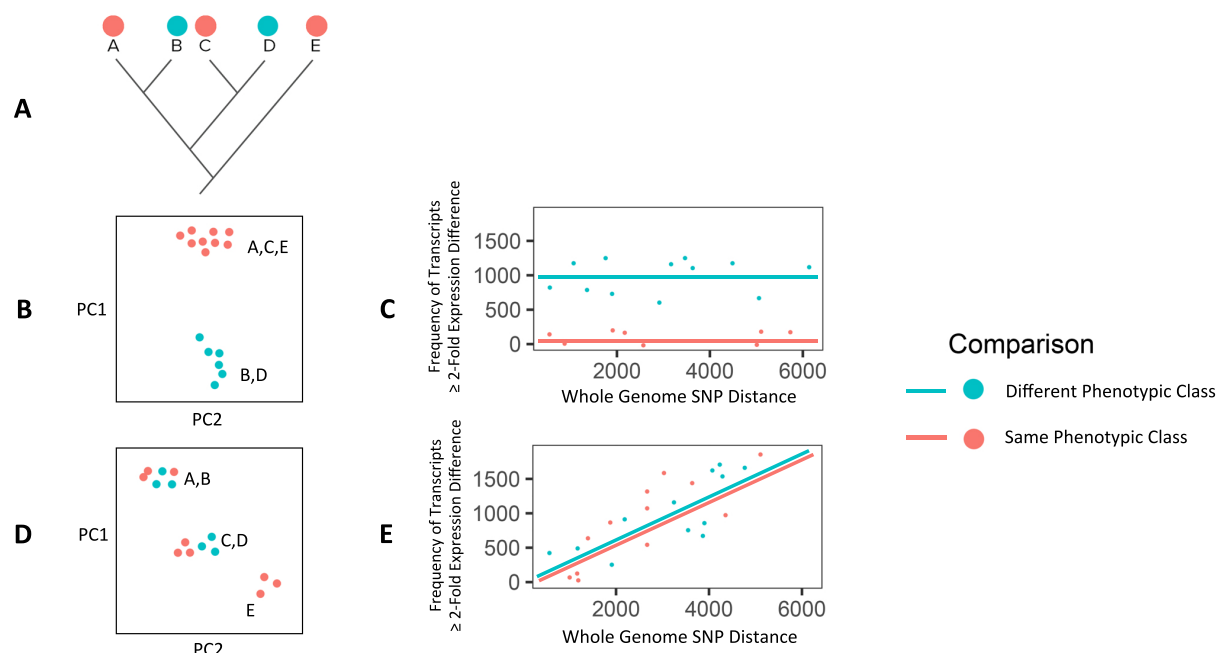 A B C D E
A
B
PC1
A,C,E
B,D
PC2
C
Frequency of Transcripts
≥ 2-Fold Expression Difference
1500
1000
500
0
2000 4000 6000
Whole Genome SNP Distance
Comparison
Different Phenotypic Class
Same Phenotypic Class
D
PC1
A,B
C,D
E
PC2
E
Frequency of Transcripts
≥ 2-Fold Expression Difference
1500
1000
500
0
2000 4000 6000
Whole Genome SNP Distance